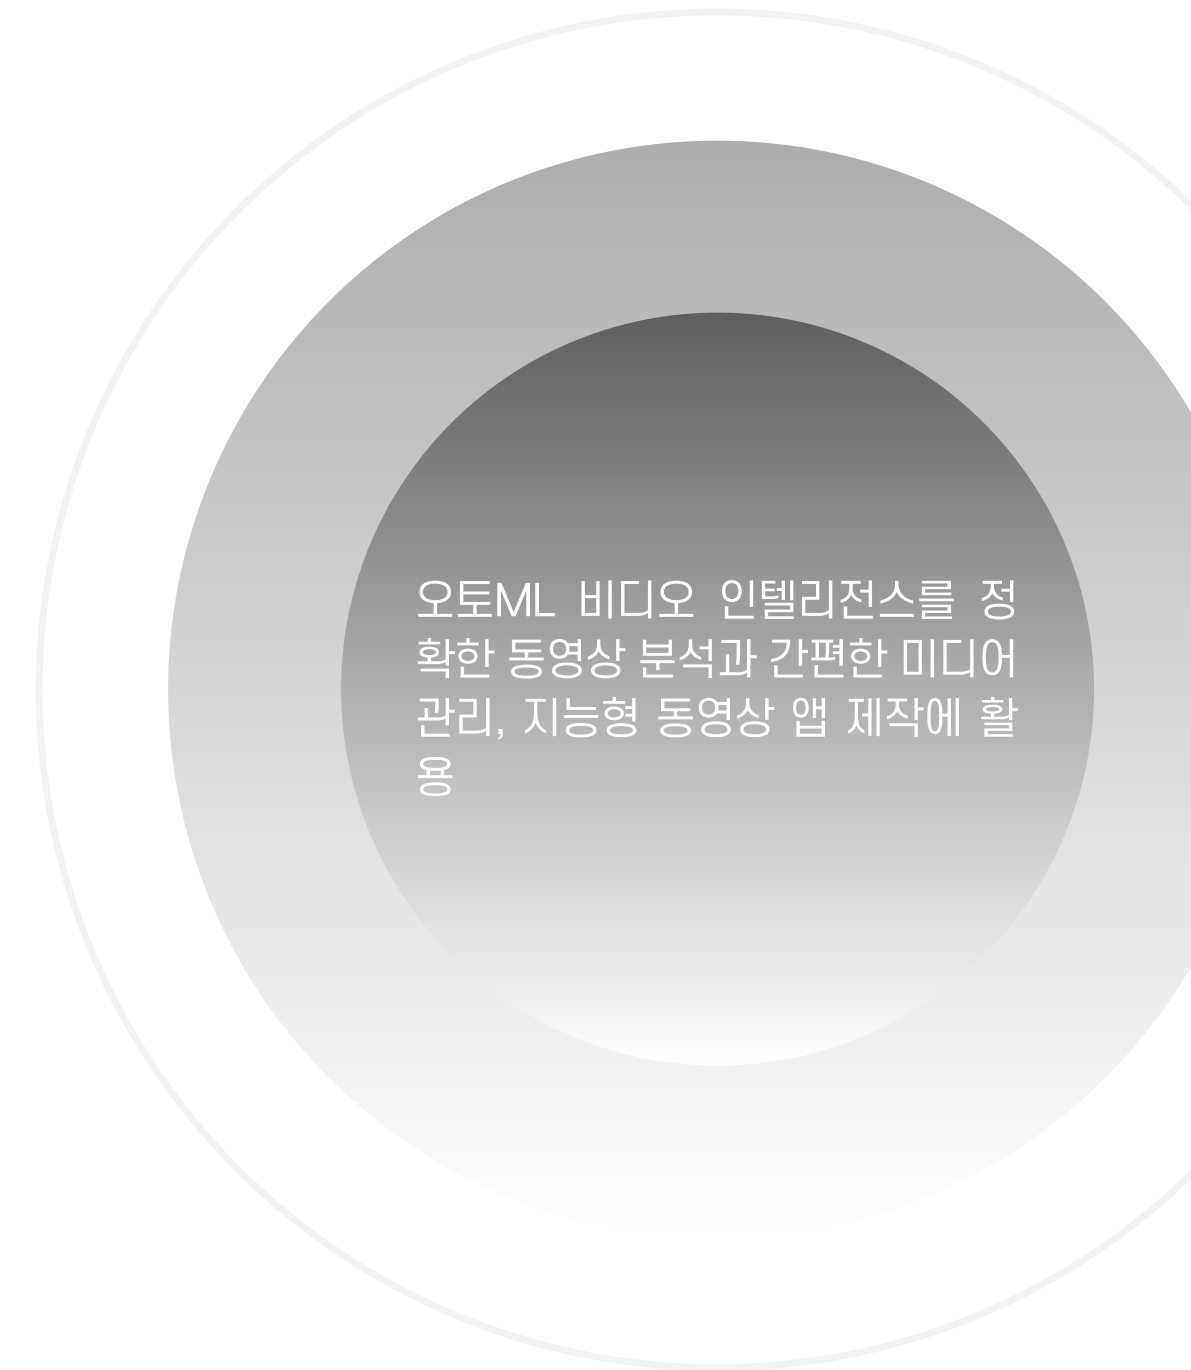 오토ML 비디오 인텔리전스를 정
확한 동영상 분석과 간편한 미디어
관리, 지능형 동영상 앱 제작에 활
용